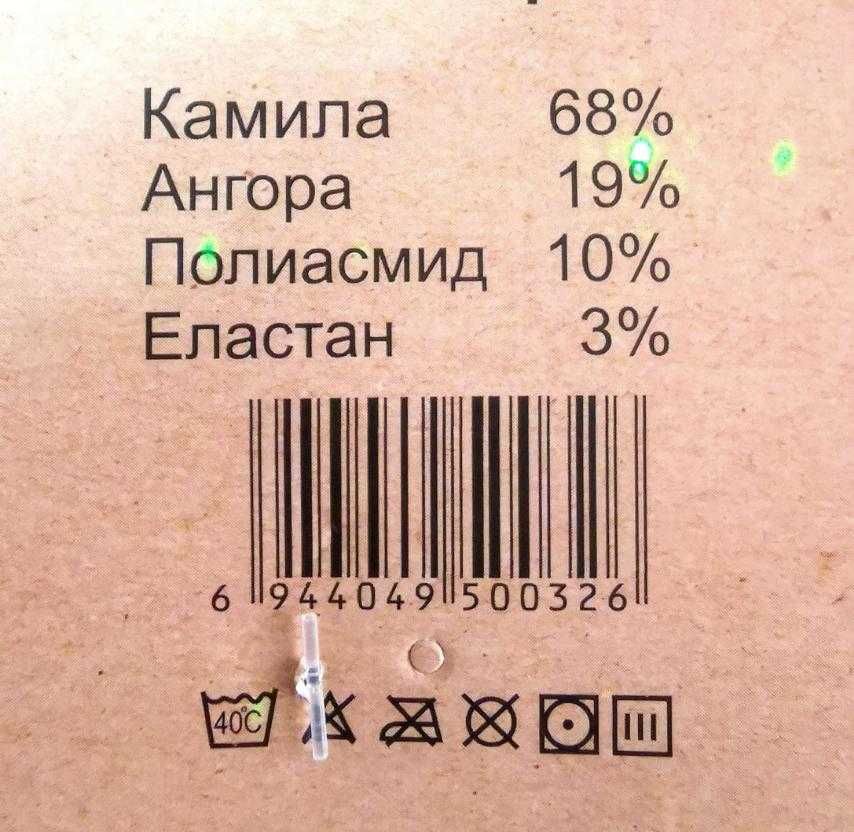 Камила 68%
Ангора 19%
Полиасмид 10%
Еластан 3%
6 944049 500326
40°C